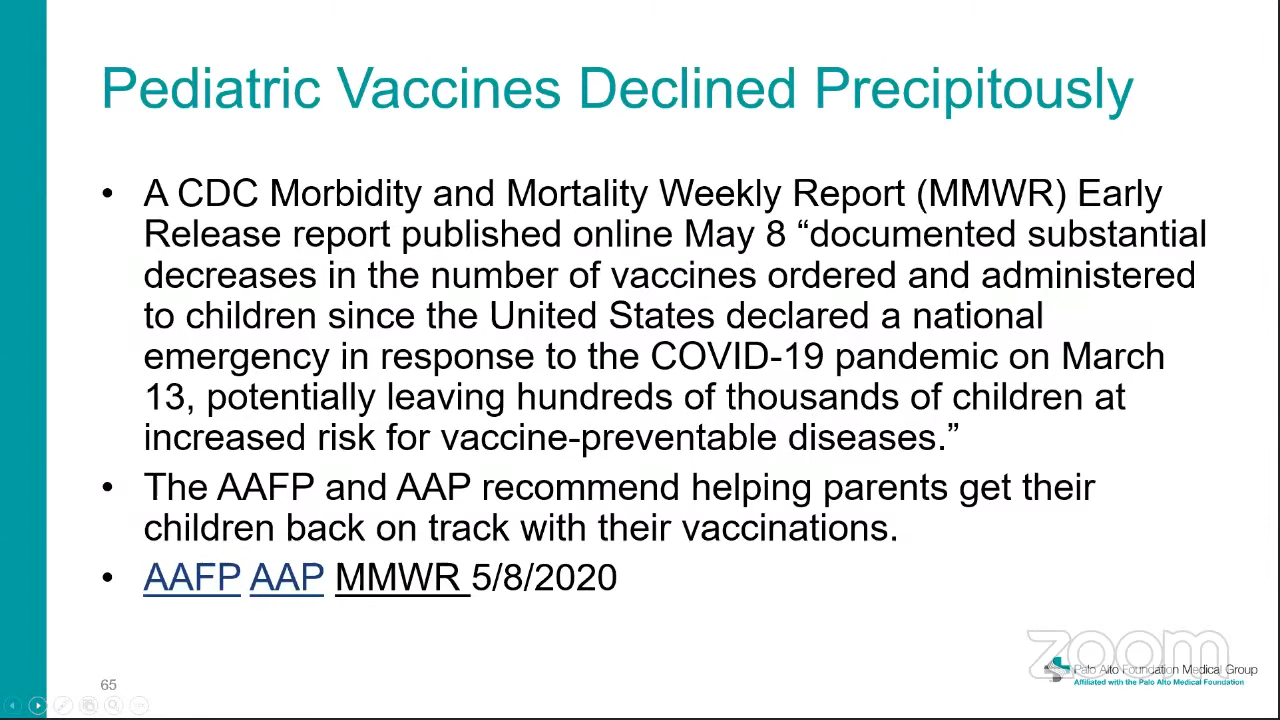 Pediatric Vaccines Declined Precipitously
• A CDC Morbidity and Mortality Weekly Report (MMWR) Early
Release report published online May 8 “documented substantial
decreases in the number of vaccines ordered and administered
to children since the United States declared a national
emergency in response to the COVID-19 pandemic on March
13, potentially leaving hundreds of thousands of children at
increased risk for vaccine-preventable diseases.”
• The AAFP and AAP recommend helping parents get their
children back on track with their vaccinations.
• AAFP AAP MMWR 5/8/2020
zoom
Palo Alto Foundation Medical Group
Affiliated with the Palo Alto Medical Foundation
65